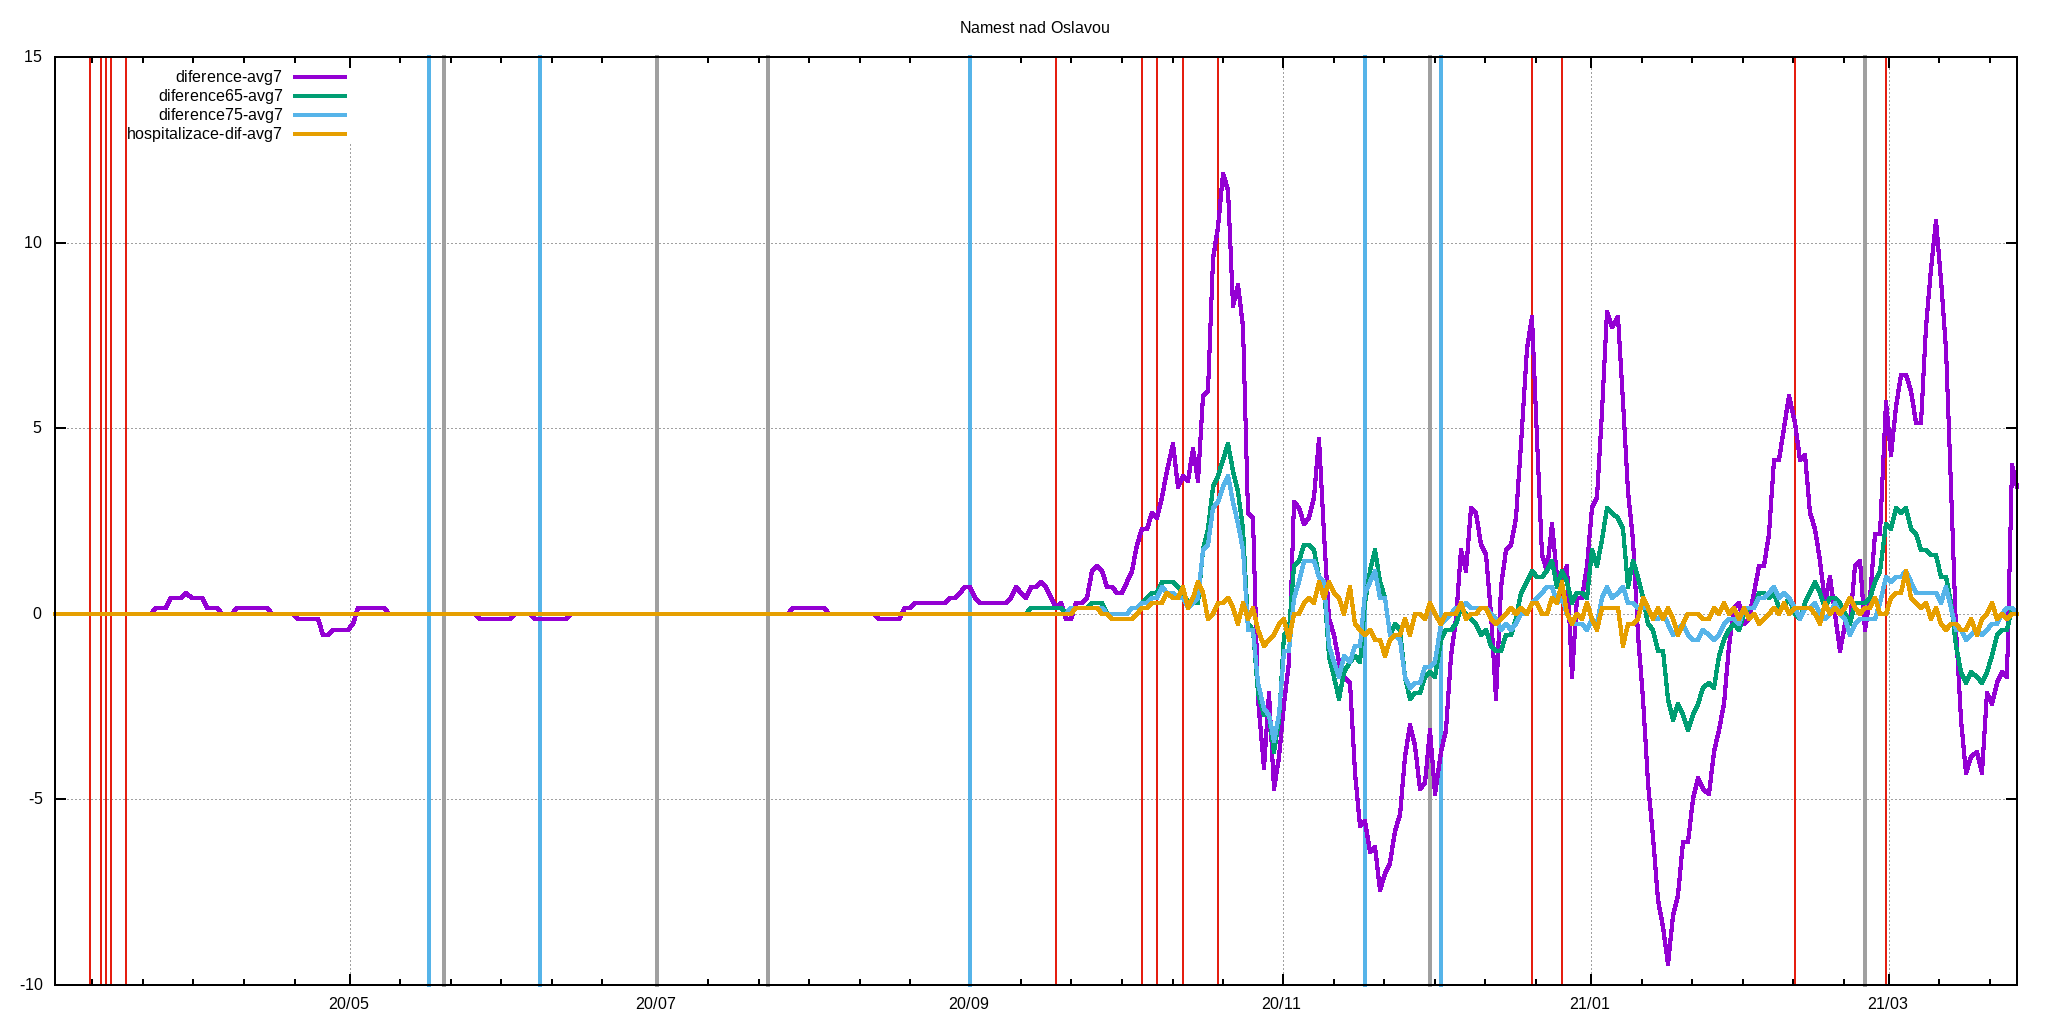 Namest nad Oslavou
diference-avg7
diference65-avg7
diference75-avg7
hospitalizace-dif-avg7
15
10
5
0
-5
-10
20/05
20/07
20/09
20/11
21/01
21/03